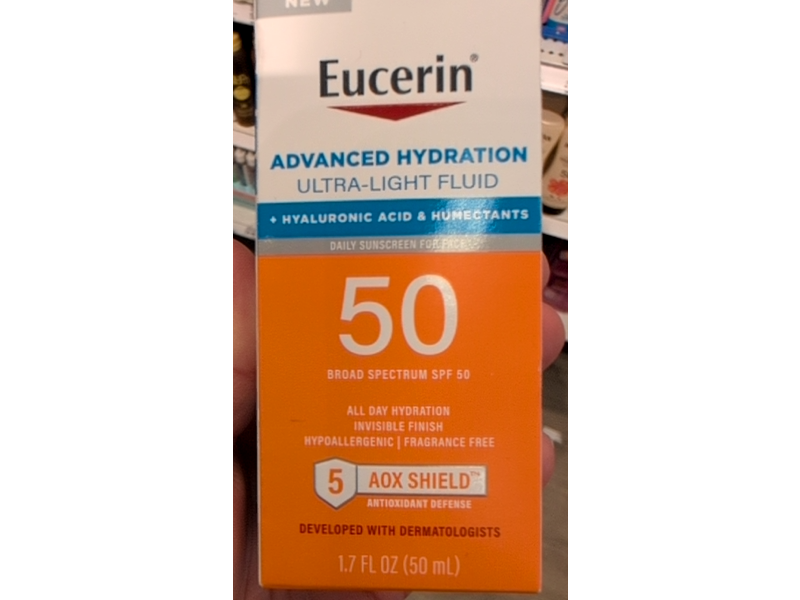 NEW
Eucerin®
ADVANCED HYDRATION
ULTRA-LIGHT FLUID
+ HYALURONIC ACID & HUMECTANTS
DAILY SUNSCREEN FOR FACE
50
BROAD SPECTRUM SPF 50
ALL DAY HYDRATION
INVISIBLE FINISH
HYPOALLERGENIC | FRAGRANCE FREE
5 AOX SHIELD™
ANTIOXIDANT DEFENSE
DEVELOPED WITH DERMATOLOGISTS
1.7 FL OZ (50 mL)